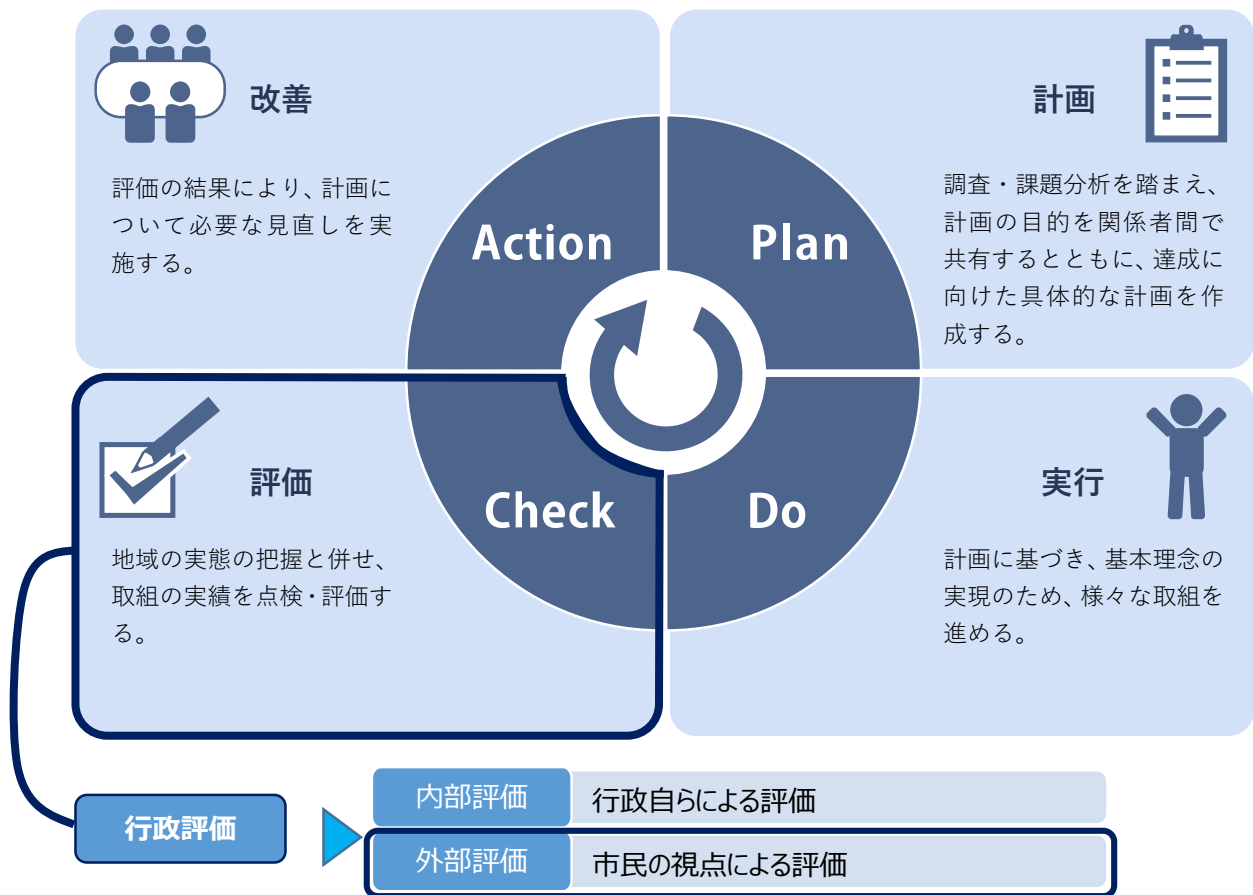 改善
評価の結果により、計画に
ついて必要な見直しを実
施する。
Action
計画
調査・課題分析を踏まえ、
計画の目的を関係者間で
共有するとともに、達成に
向けた具体的な計画を作
成する。
Plan
評価
地域の実態の把握と併せ、
取組の実績を点検・評価す
る。
Check
実行
計画に基づき、基本理念の
実現のため、様々な取組を
進める。
Do
行政評価
内部評価 行政自らによる評価
外部評価 市民の視点による評価